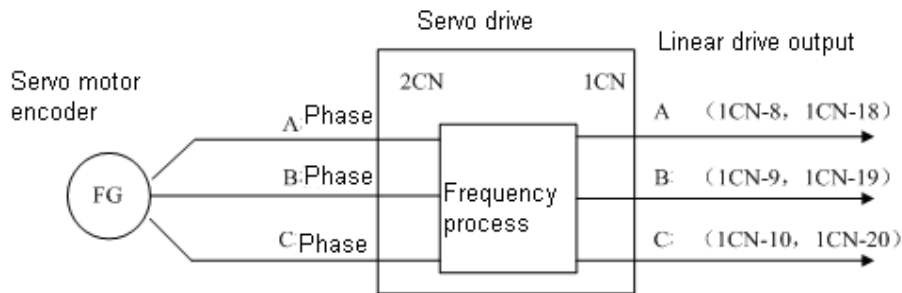 Servo drive
Linear drive output
Servo motor
encoder
2CN
1CN
A:Phase
A (1CN-8, 1CN-18)
B:Phase
B: (1CN-9, 1CN-19)
FG
Frequency
process
C:Phase
C: (1CN-10, 1CN-20)